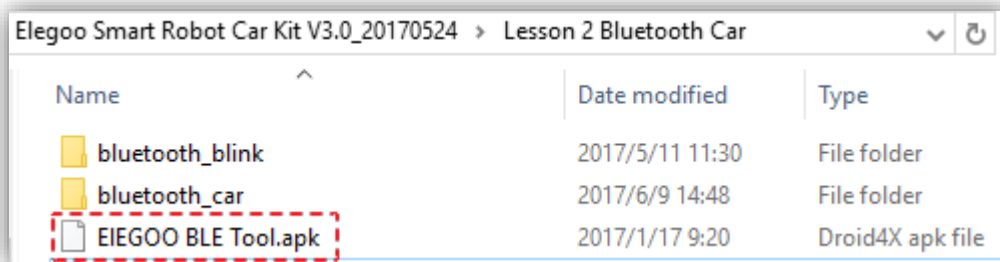 Elegoo Smart Robot Car Kit V3.0_20170524 > Lesson 2 Bluetooth Car
Name Date modified Type
bluetooth_blink 2017/5/11 11:30 File folder
bluetooth_car 2017/6/9 14:48 File folder
ElEGOO BLE Tool.apk 2017/1/17 9:20 Droid4X apk file